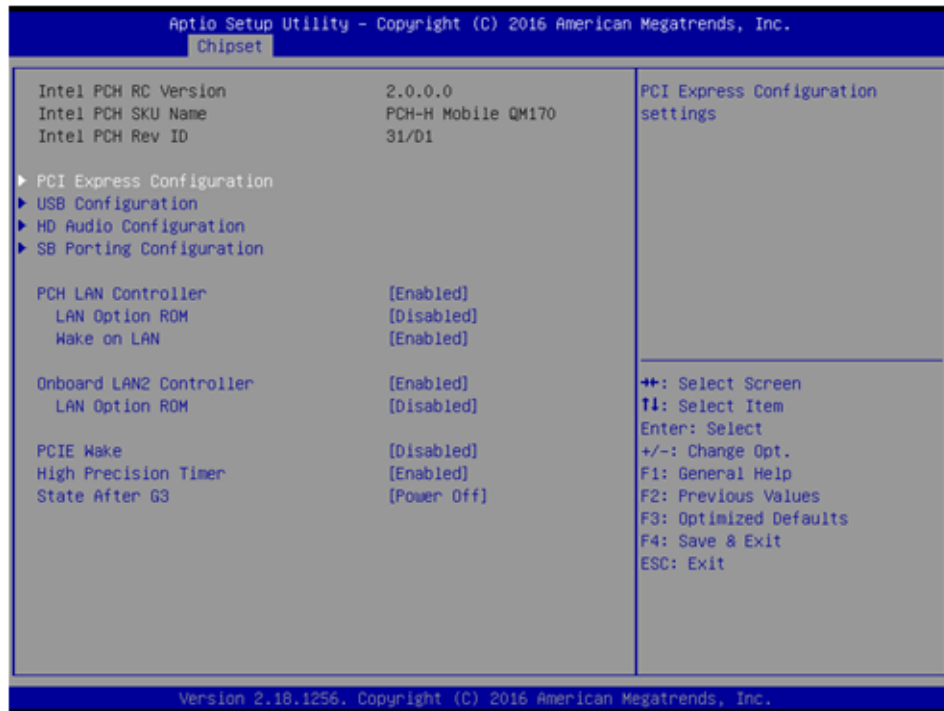 Aptio Setup Utility – Copyright (C) 2016 American Megatrends, Inc.
Chipset
Intel PCH RC Version 2.0.0.0
Intel PCH SKU Name PCH-H Mobile QM170
Intel PCH Rev ID 31/D1
PCI Express Configuration
USB Configuration
HD Audio Configuration
SB Porting Configuration
PCH LAN Controller [Enabled]
LAN Option ROM [Disabled]
Wake on LAN [Enabled]
Onboard LAN2 Controller [Enabled]
LAN Option ROM [Disabled]
PCIE Wake [Disabled]
High Precision Timer [Enabled]
State After G3 [Power Off]
PCI Express Configuration
settings
→←: Select Screen
↑↓: Select Item
Enter: Select
+/-: Change Opt.
F1: General Help
F2: Previous Values
F3: Optimized Defaults
F4: Save & Exit
ESC: Exit
Version 2.18.1256. Copyright (C) 2016 American Megatrends, Inc.